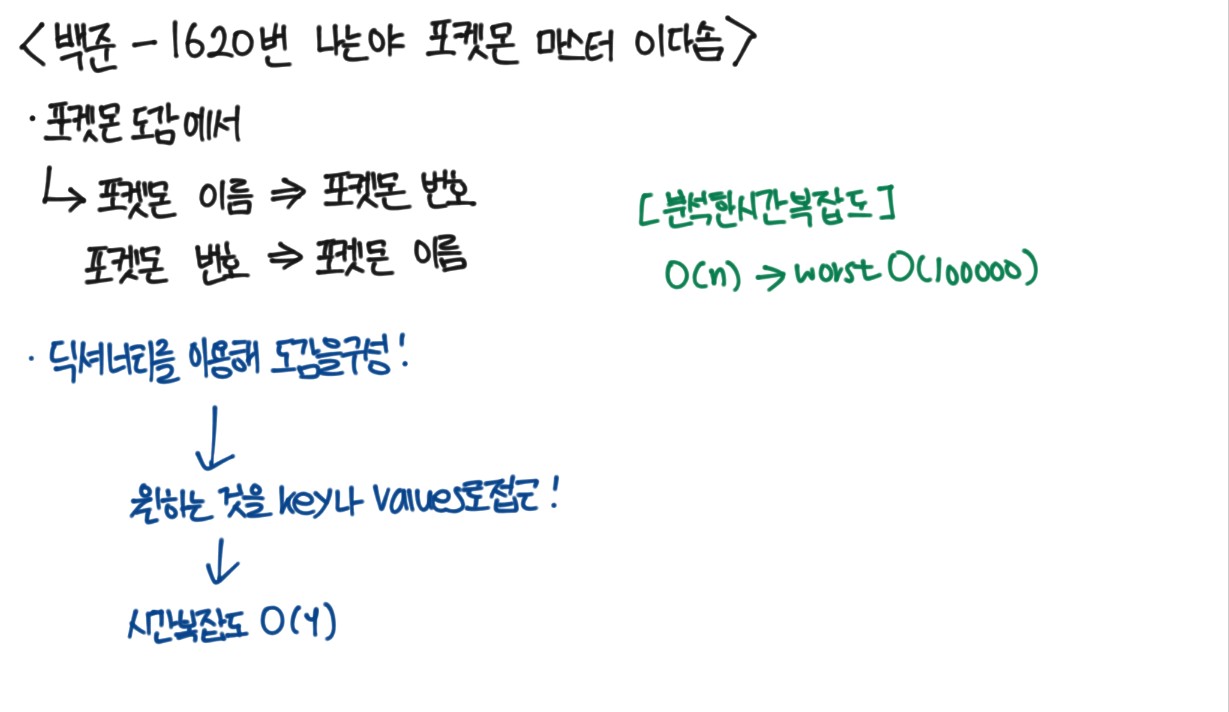 <백준 - 1620번 나는야 포켓몬 마스터 이다솜>
· 포켓몬 도감에서
↳ 포켓몬 이름 ⇒ 포켓몬 번호
포켓몬 번호 ⇒ 포켓몬 이름
[분석한시간복잡도]
O(n) → worst O(100000)
· 딕셔너리를 이용해 도감을구성!
↓
원하는 것을 key나 values로접근!
↓
시간복잡도 O(1)